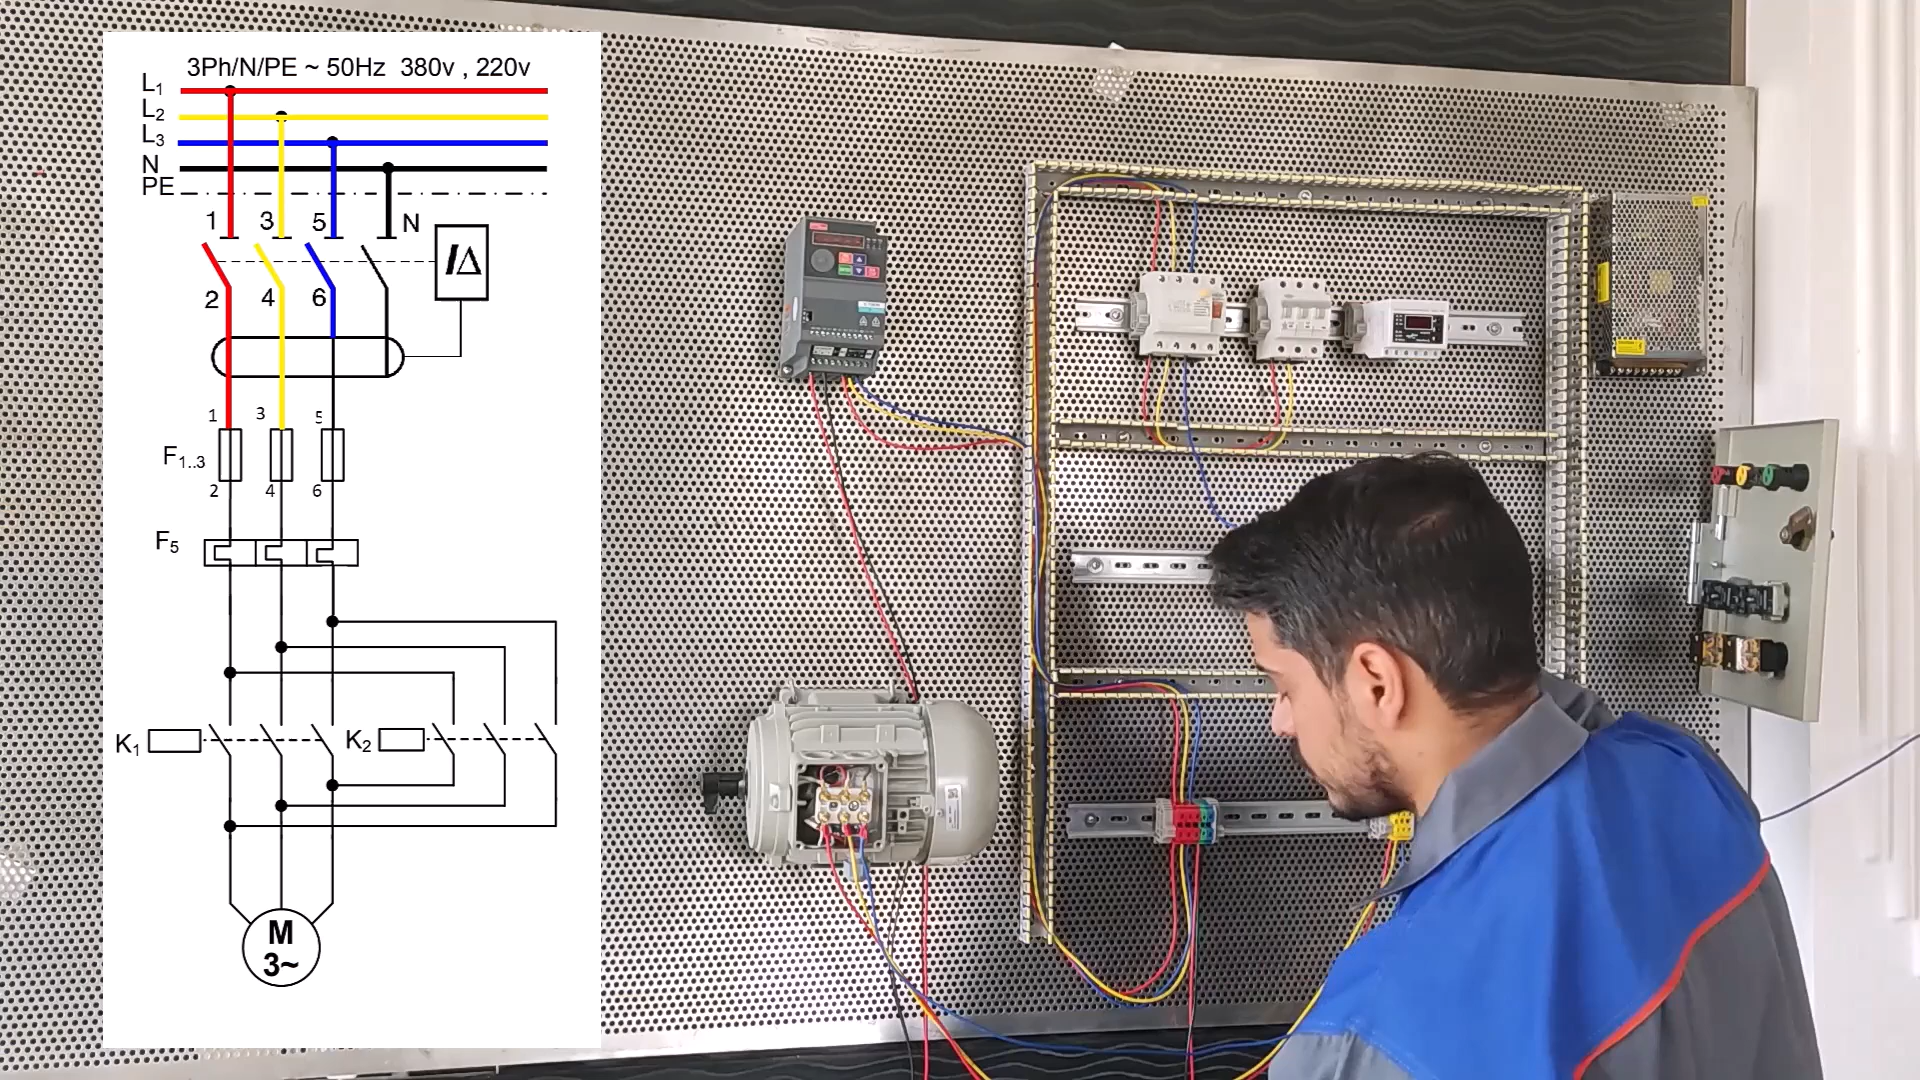 3Ph/N/PE ~ 50Hz 380v , 220v
L1
L2
L3
N
PE
1 3 5 N
I∆
2 4 6
1 3 5
F1..3
2 4 6
F5
K1 K2
M
3~